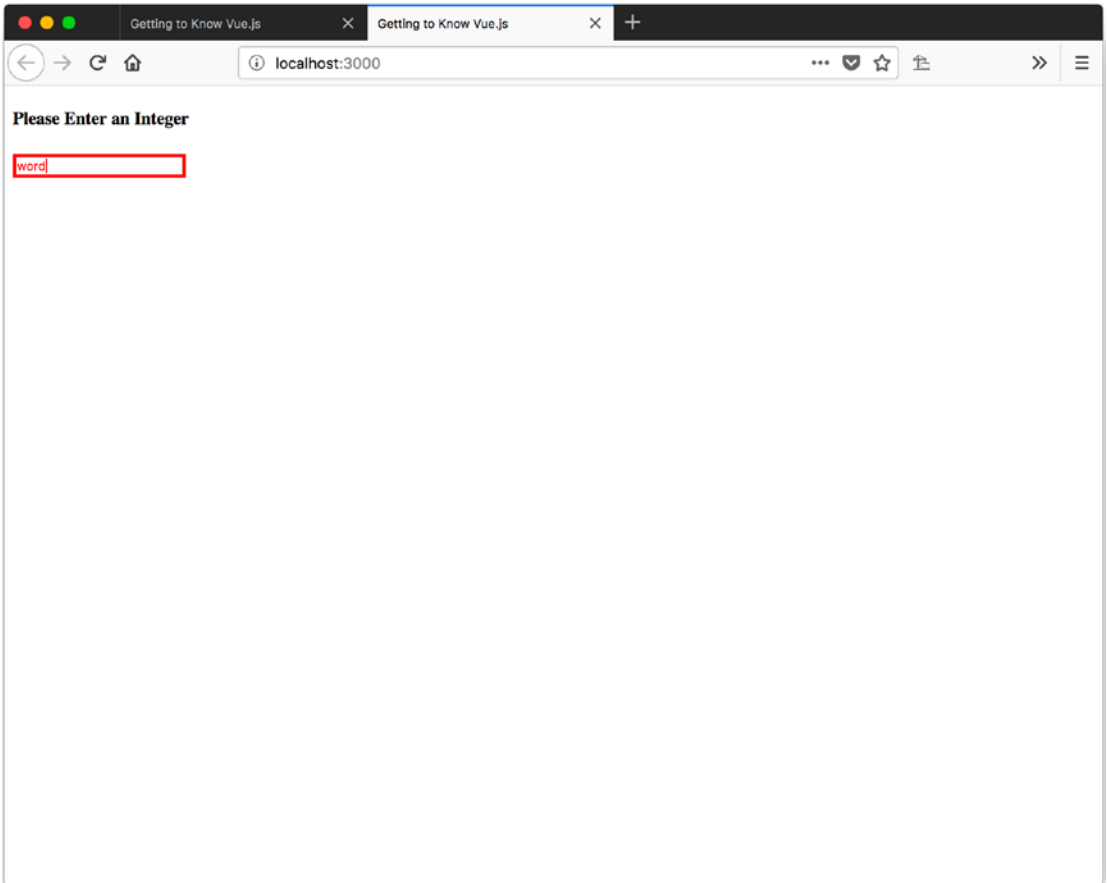 Getting to Know Vue.js
Getting to Know Vue.js
localhost:3000
Please Enter an Integer
word